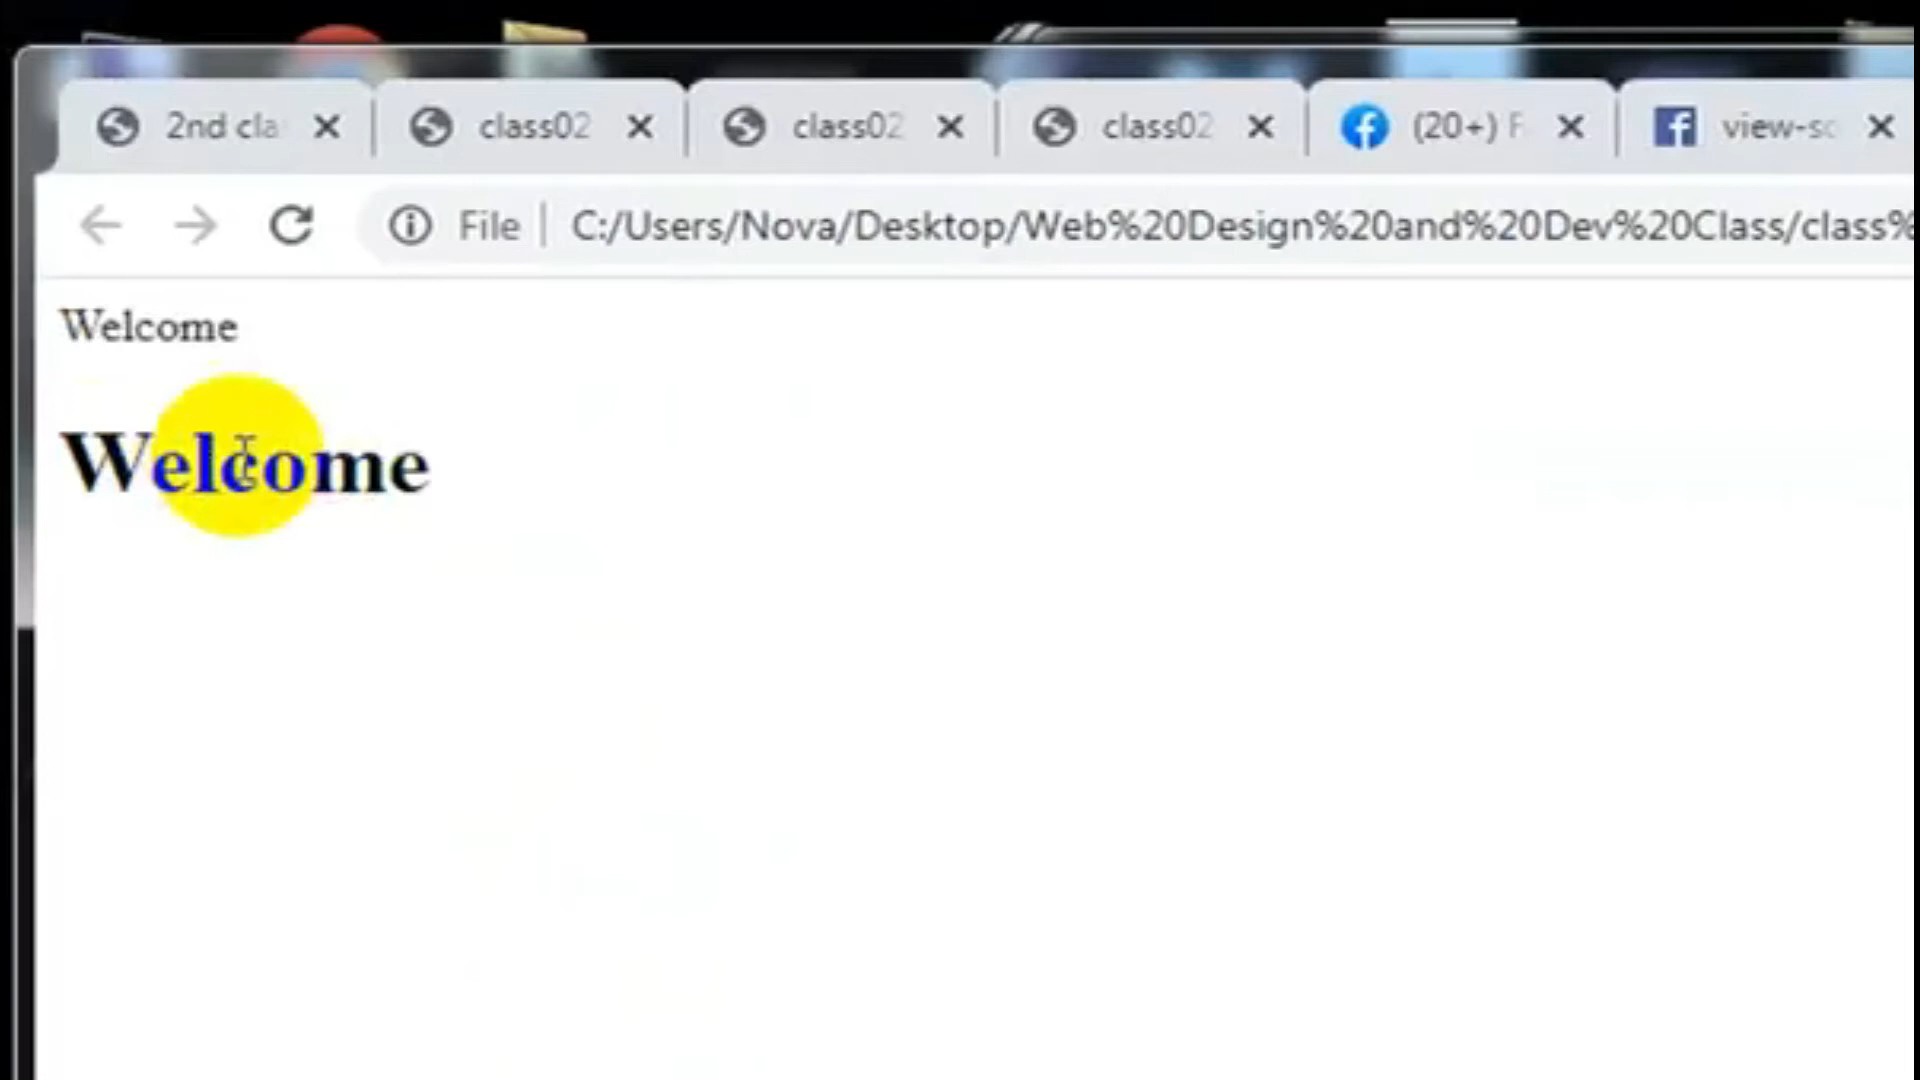 2nd cla class02 class02 class02 (20+) F view-so
File C:/Users/Nova/Desktop/Web%20Design%20and%20Dev%20Class/class%
Welcome
Welcome